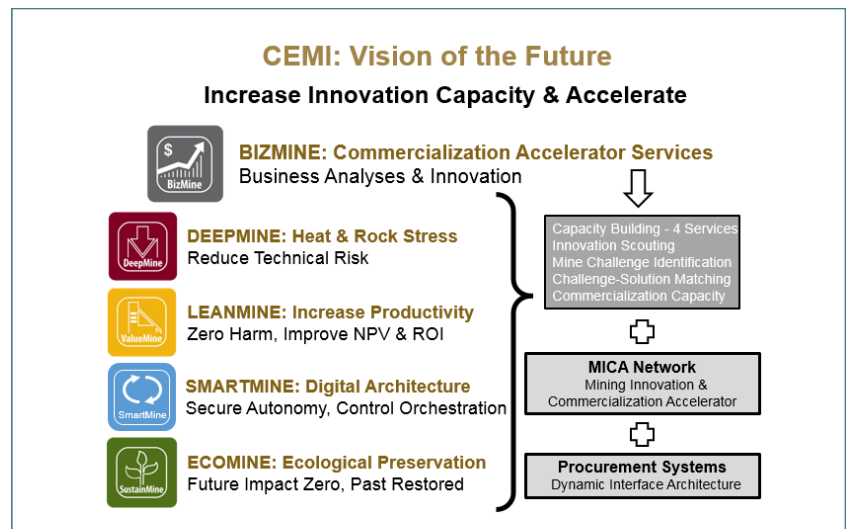 CEMI: Vision of the Future
Increase Innovation Capacity & Accelerate
$
BizMine
BIZMINE: Commercialization Accelerator Services
Business Analyses & Innovation
DeepMine
DEEPMINE: Heat & Rock Stress
Reduce Technical Risk
ValueMine
LEANMINE: Increase Productivity
Zero Harm, Improve NPV & ROI
SmartMine
SMARTMINE: Digital Architecture
Secure Autonomy, Control Orchestration
SustainMine
ECOMINE: Ecological Preservation
Future Impact Zero, Past Restored
Capacity Building - 4 Services
Innovation Scouting
Mine Challenge Identification
Challenge-Solution Matching
Commercialization Capacity
MICA Network
Mining Innovation &
Commercialization Accelerator
Procurement Systems
Dynamic Interface Architecture